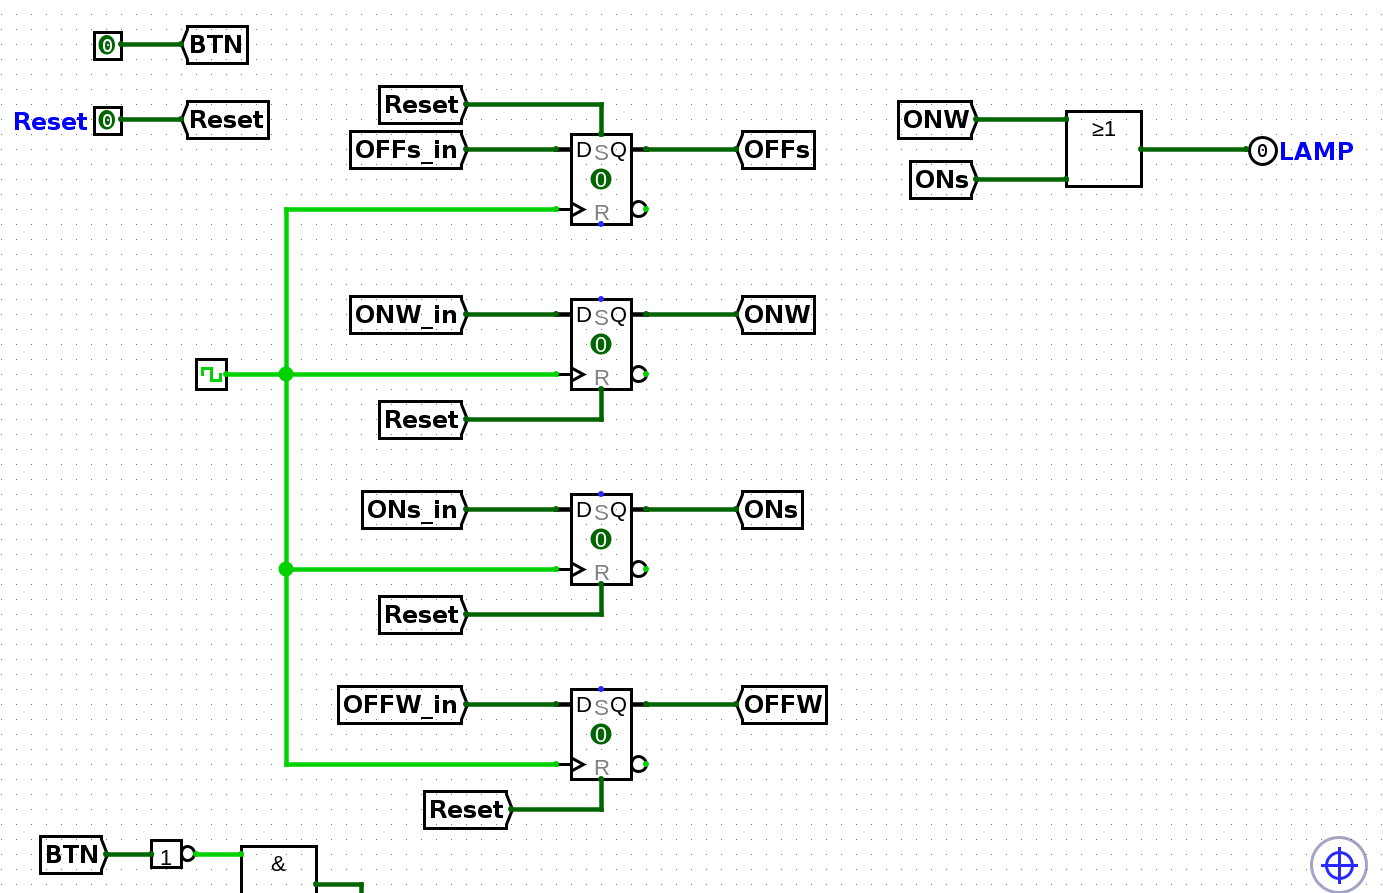 0 BTN
Reset 0 Reset
Reset
OFFs_in D S Q OFFs
0
R
ONW ≥1
ONs
0 LAMP
ONW_in D S Q ONW
0
R
Reset
ONs_in D S Q ONs
0
R
Reset
OFFW_in D S Q OFFW
0
R
Reset
BTN 1 &